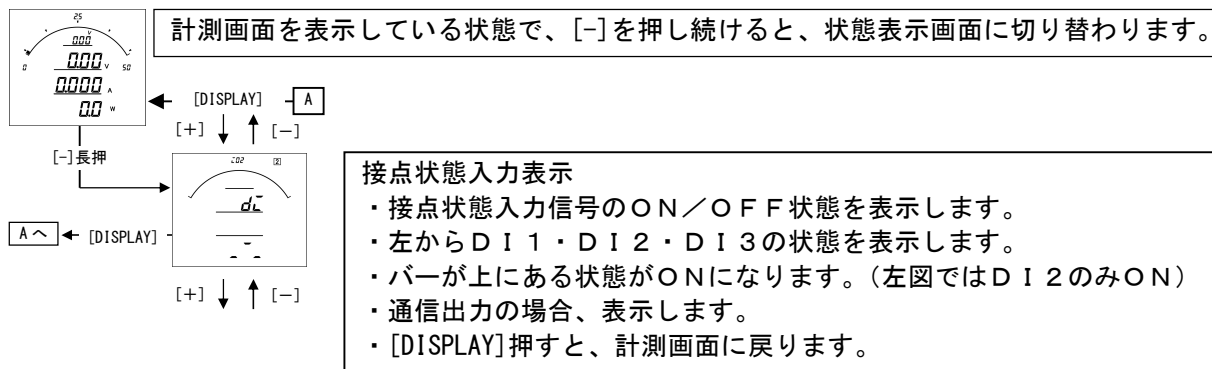 計測画面を表示している状態で、[-]を押し続けると、状態表示画面に切り替わります。
25
0.00 V
0 0.00 V 50
0.000 A
0.0 W
[DISPLAY] A
[+] [-]
[-]長押
202 2
di
Aへ [DISPLAY]
[+] [-]
接点状態入力表示
・接点状態入力信号のON/OFF状態を表示します。
・左からDI1・DI2・DI3の状態を表示します。
・バーが上にある状態がONになります。(左図ではDI2のみON)
・通信出力の場合、表示します。
・[DISPLAY]押すと、計測画面に戻ります。